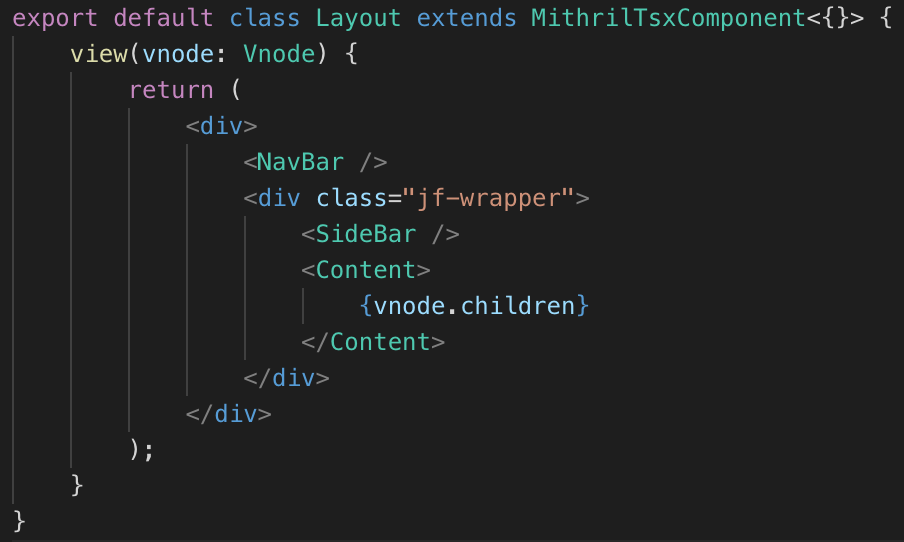 export default class Layout extends MithrilTsxComponent<{}> {
    view(vnode: Vnode) {
        return (
            <div>
                <NavBar />
                <div class="jf-wrapper">
                    <SideBar />
                    <Content>
                        {vnode.children}
                    </Content>
                </div>
            </div>
        );
    }
}